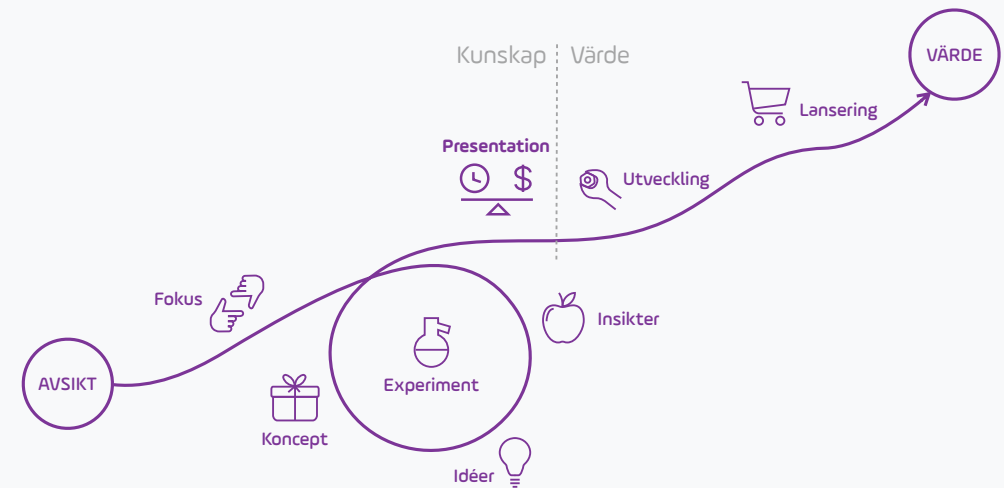 Kunskap Värde
VÄRDE
Lansering
Presentation
$
Utveckling
Fokus
Insikter
AVSIKT
Experiment
Koncept
Idéer